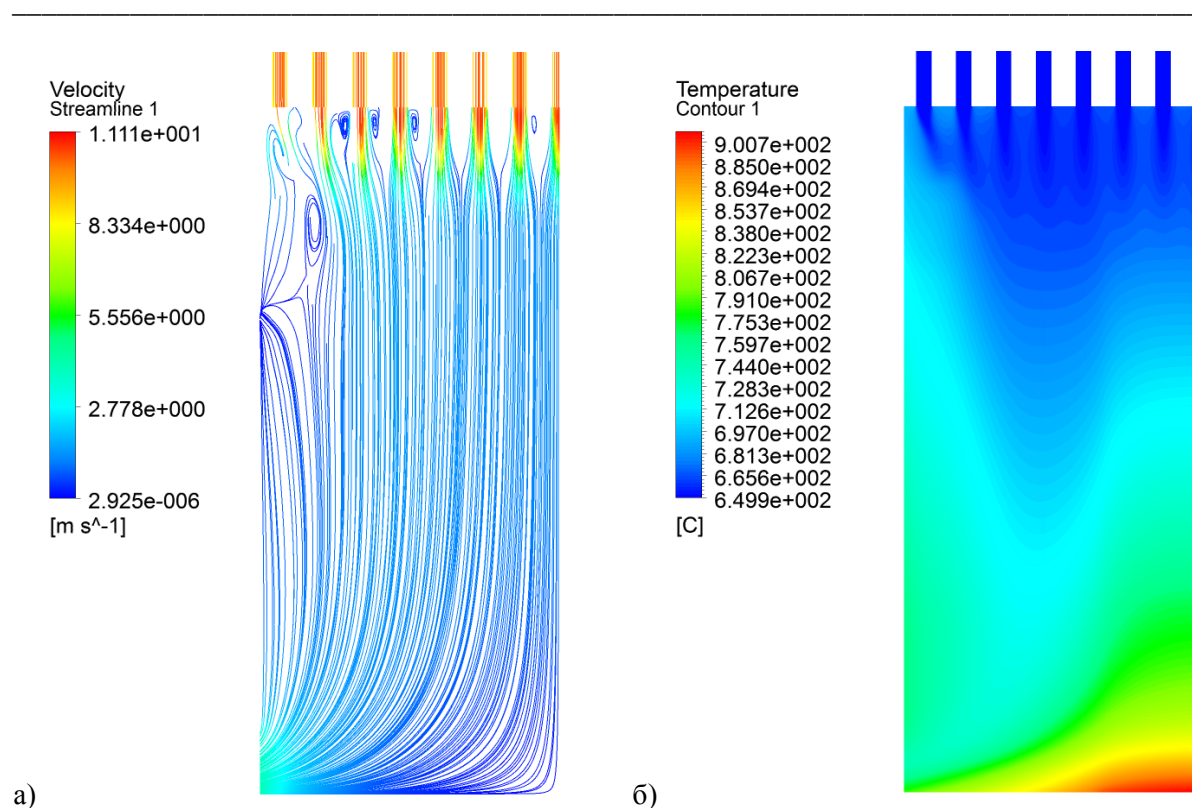 Velocity
Streamline 1
1.111e+001
8.334e+000
5.556e+000
2.778e+000
2.925e-006
[m s^-1]
а)
Temperature
Contour 1
9.007e+002
8.850e+002
8.694e+002
8.537e+002
8.380e+002
8.223e+002
8.067e+002
7.910e+002
7.753e+002
7.597e+002
7.440e+002
7.283e+002
7.126e+002
6.970e+002
6.813e+002
6.656e+002
6.499e+002
[C]
б)